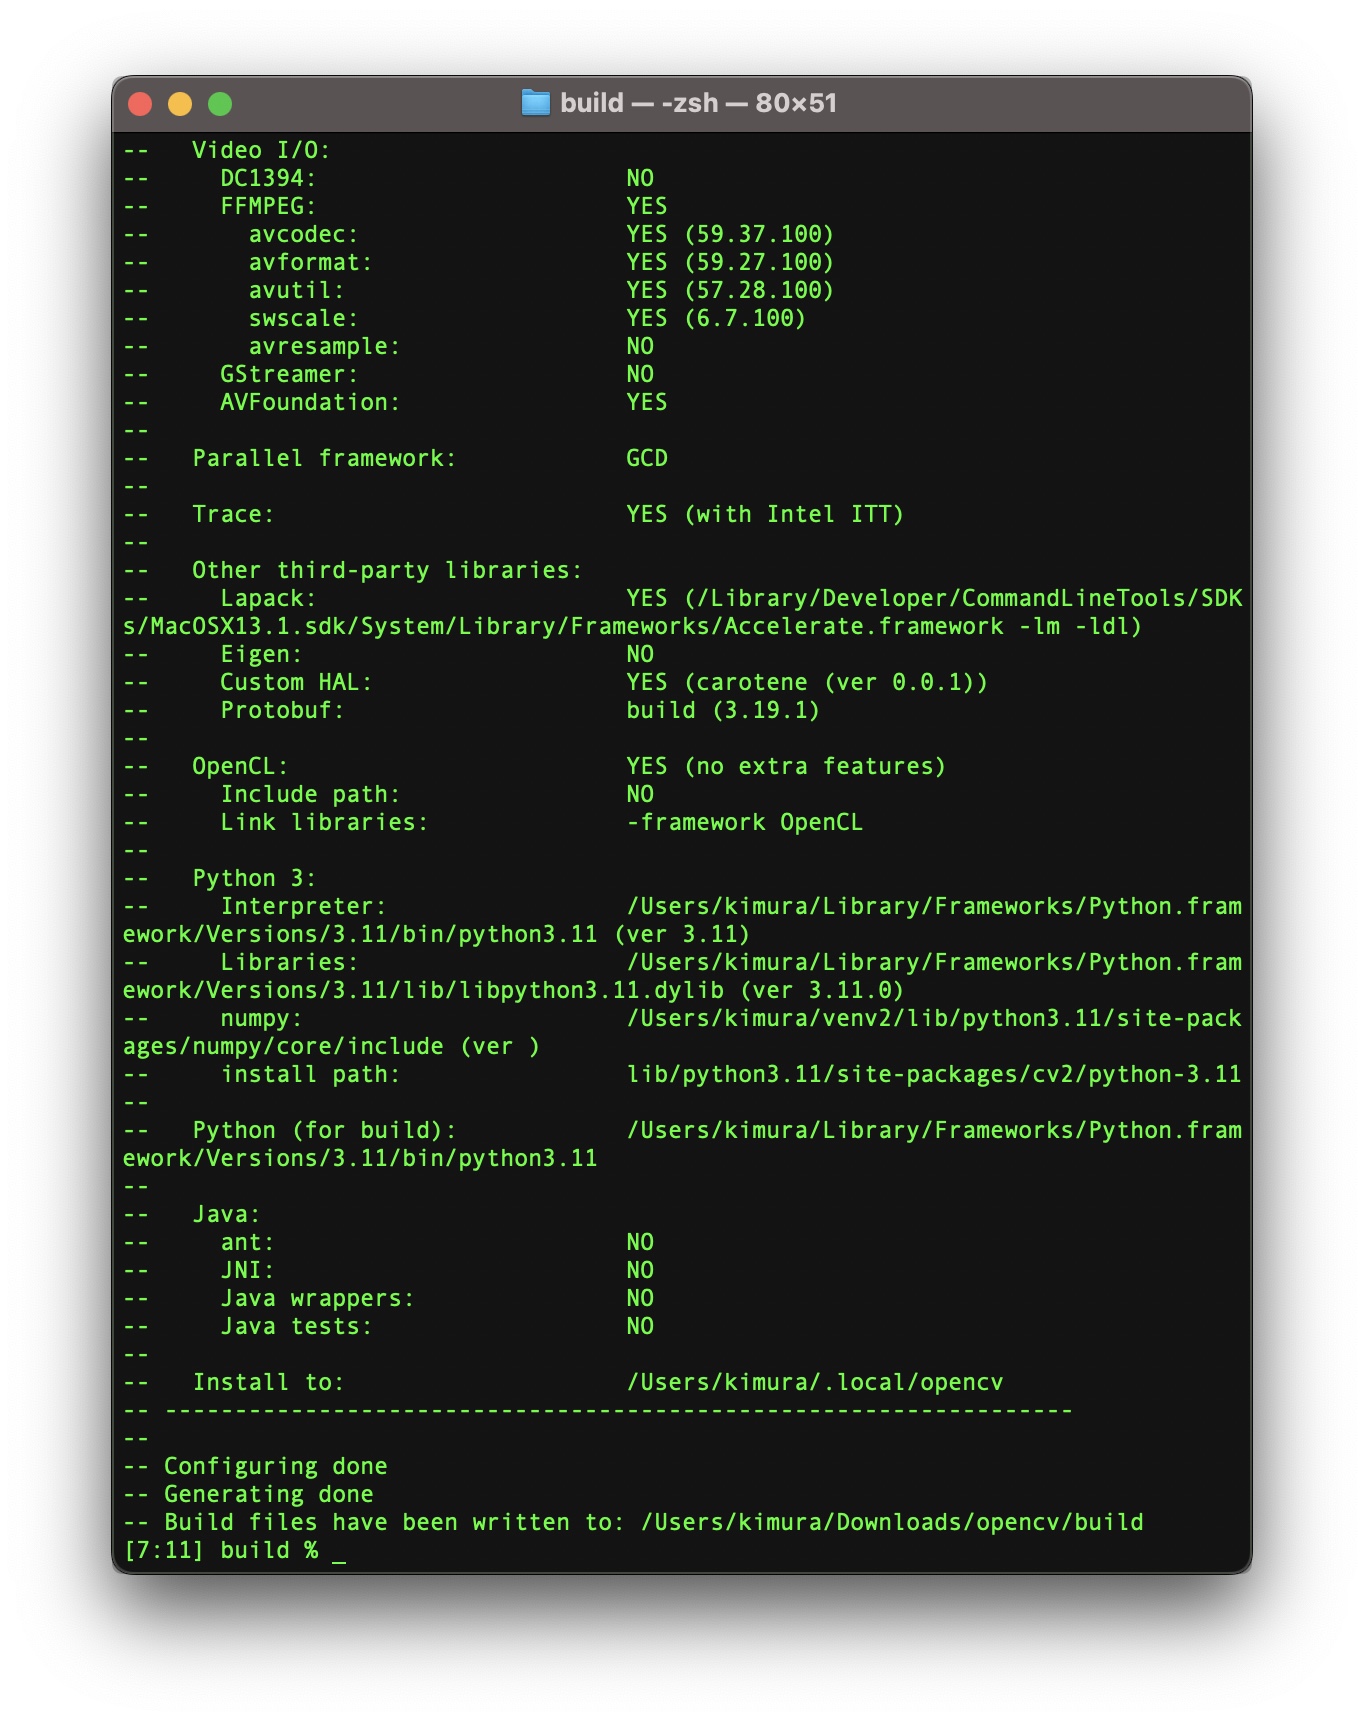 build — -zsh — 80×51
--   Video I/O:
--     DC1394:                      NO
--     FFMPEG:                      YES
--       avcodec:                   YES (59.37.100)
--       avformat:                  YES (59.27.100)
--       avutil:                    YES (57.28.100)
--       swscale:                   YES (6.7.100)
--       avresample:                NO
--     GStreamer:                   NO
--     AVFoundation:                YES
--
--   Parallel framework:            GCD
--
--   Trace:                         YES (with Intel ITT)
--
--   Other third-party libraries:
--     Lapack:                      YES (/Library/Developer/CommandLineTools/SDK
s/MacOSX13.1.sdk/System/Library/Frameworks/Accelerate.framework -lm -ldl)
--     Eigen:                       NO
--     Custom HAL:                  YES (carotene (ver 0.0.1))
--     Protobuf:                    build (3.19.1)
--
--   OpenCL:                        YES (no extra features)
--     Include path:                NO
--     Link libraries:              -framework OpenCL
--
--   Python 3:
--     Interpreter:                 /Users/kimura/Library/Frameworks/Python.fram
ework/Versions/3.11/bin/python3.11 (ver 3.11)
--     Libraries:                   /Users/kimura/Library/Frameworks/Python.fram
ework/Versions/3.11/lib/libpython3.11.dylib (ver 3.11.0)
--     numpy:                       /Users/kimura/venv2/lib/python3.11/site-pack
ages/numpy/core/include (ver )
--     install path:                lib/python3.11/site-packages/cv2/python-3.11
--
--   Python (for build):            /Users/kimura/Library/Frameworks/Python.fram
ework/Versions/3.11/bin/python3.11
--
--   Java:
--     ant:                         NO
--     JNI:                         NO
--     Java wrappers:               NO
--     Java tests:                  NO
--
--   Install to:                    /Users/kimura/.local/opencv
-- -----------------------------------------------------------------
--
-- Configuring done
-- Generating done
-- Build files have been written to: /Users/kimura/Downloads/opencv/build
[7:11] build % _